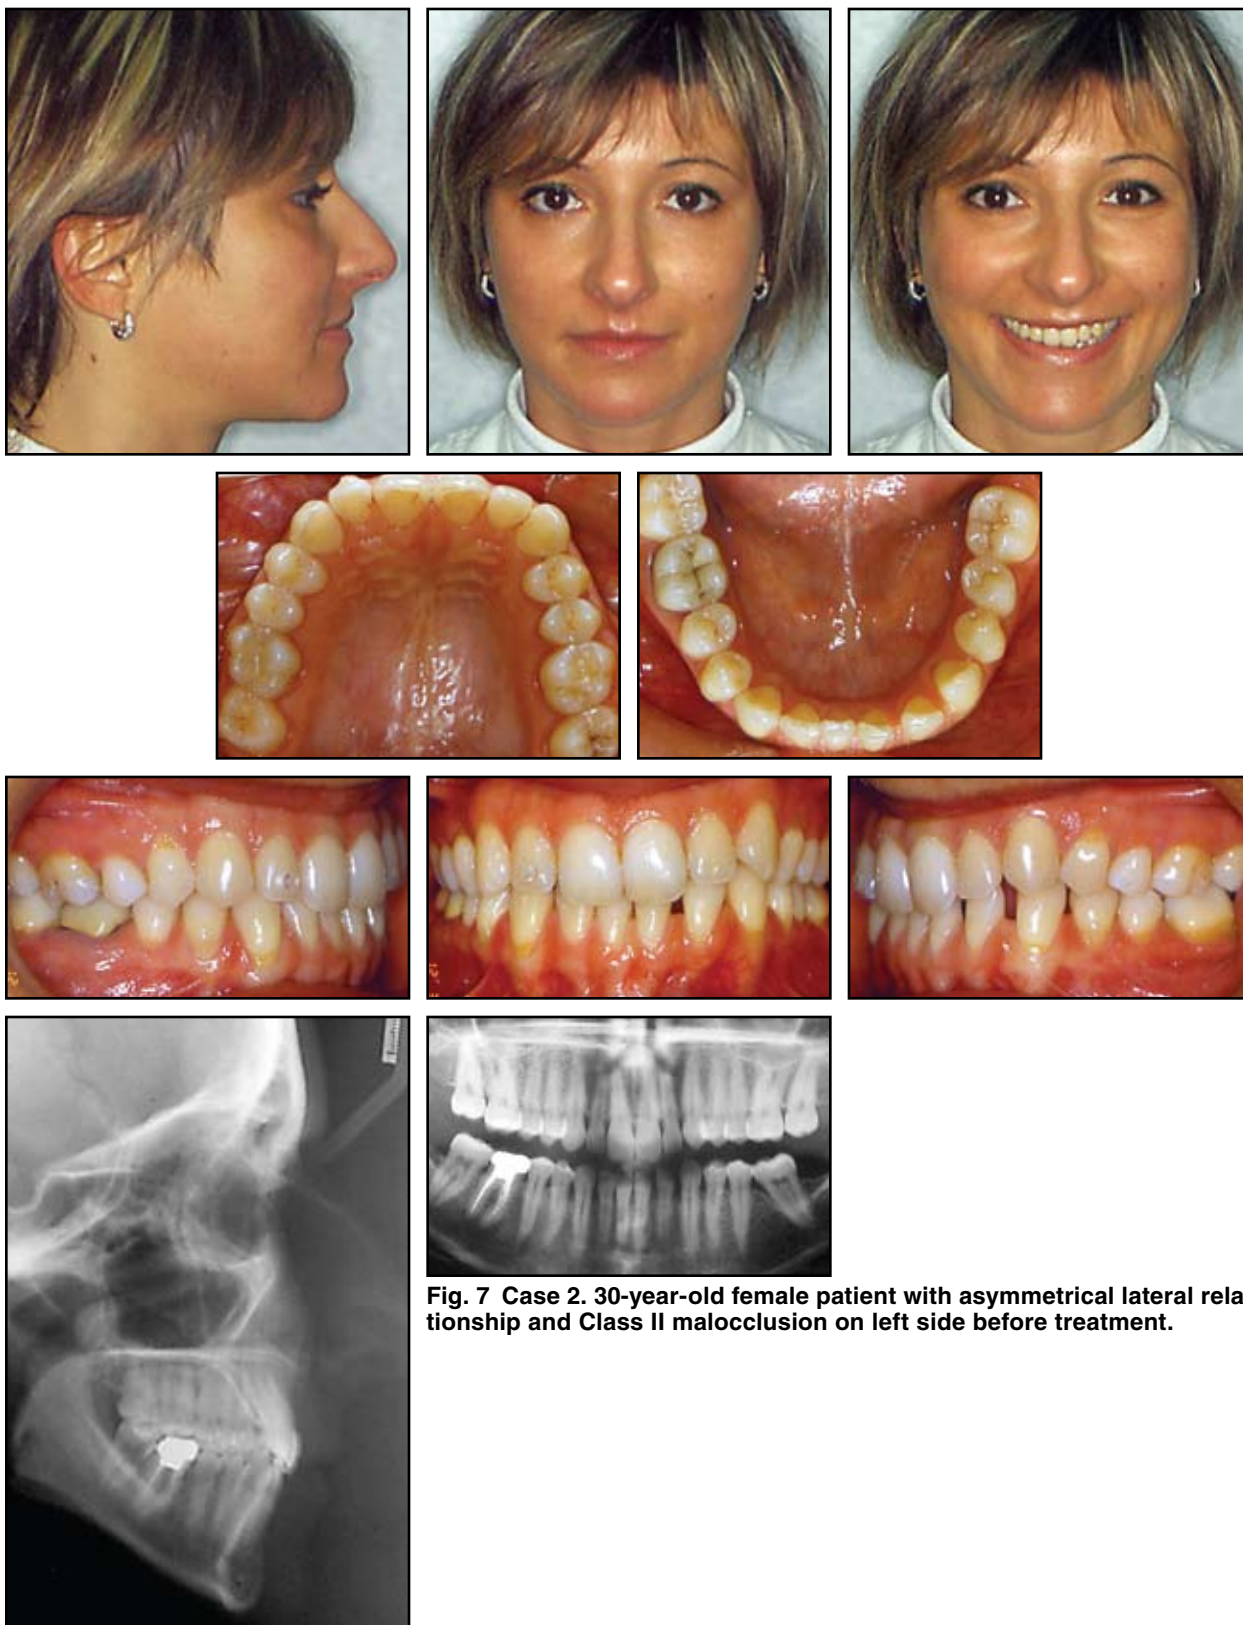 Fig. 7 Case 2. 30-year-old female patient with asymmetrical lateral rela-
tionship and Class II malocclusion on left side before treatment.